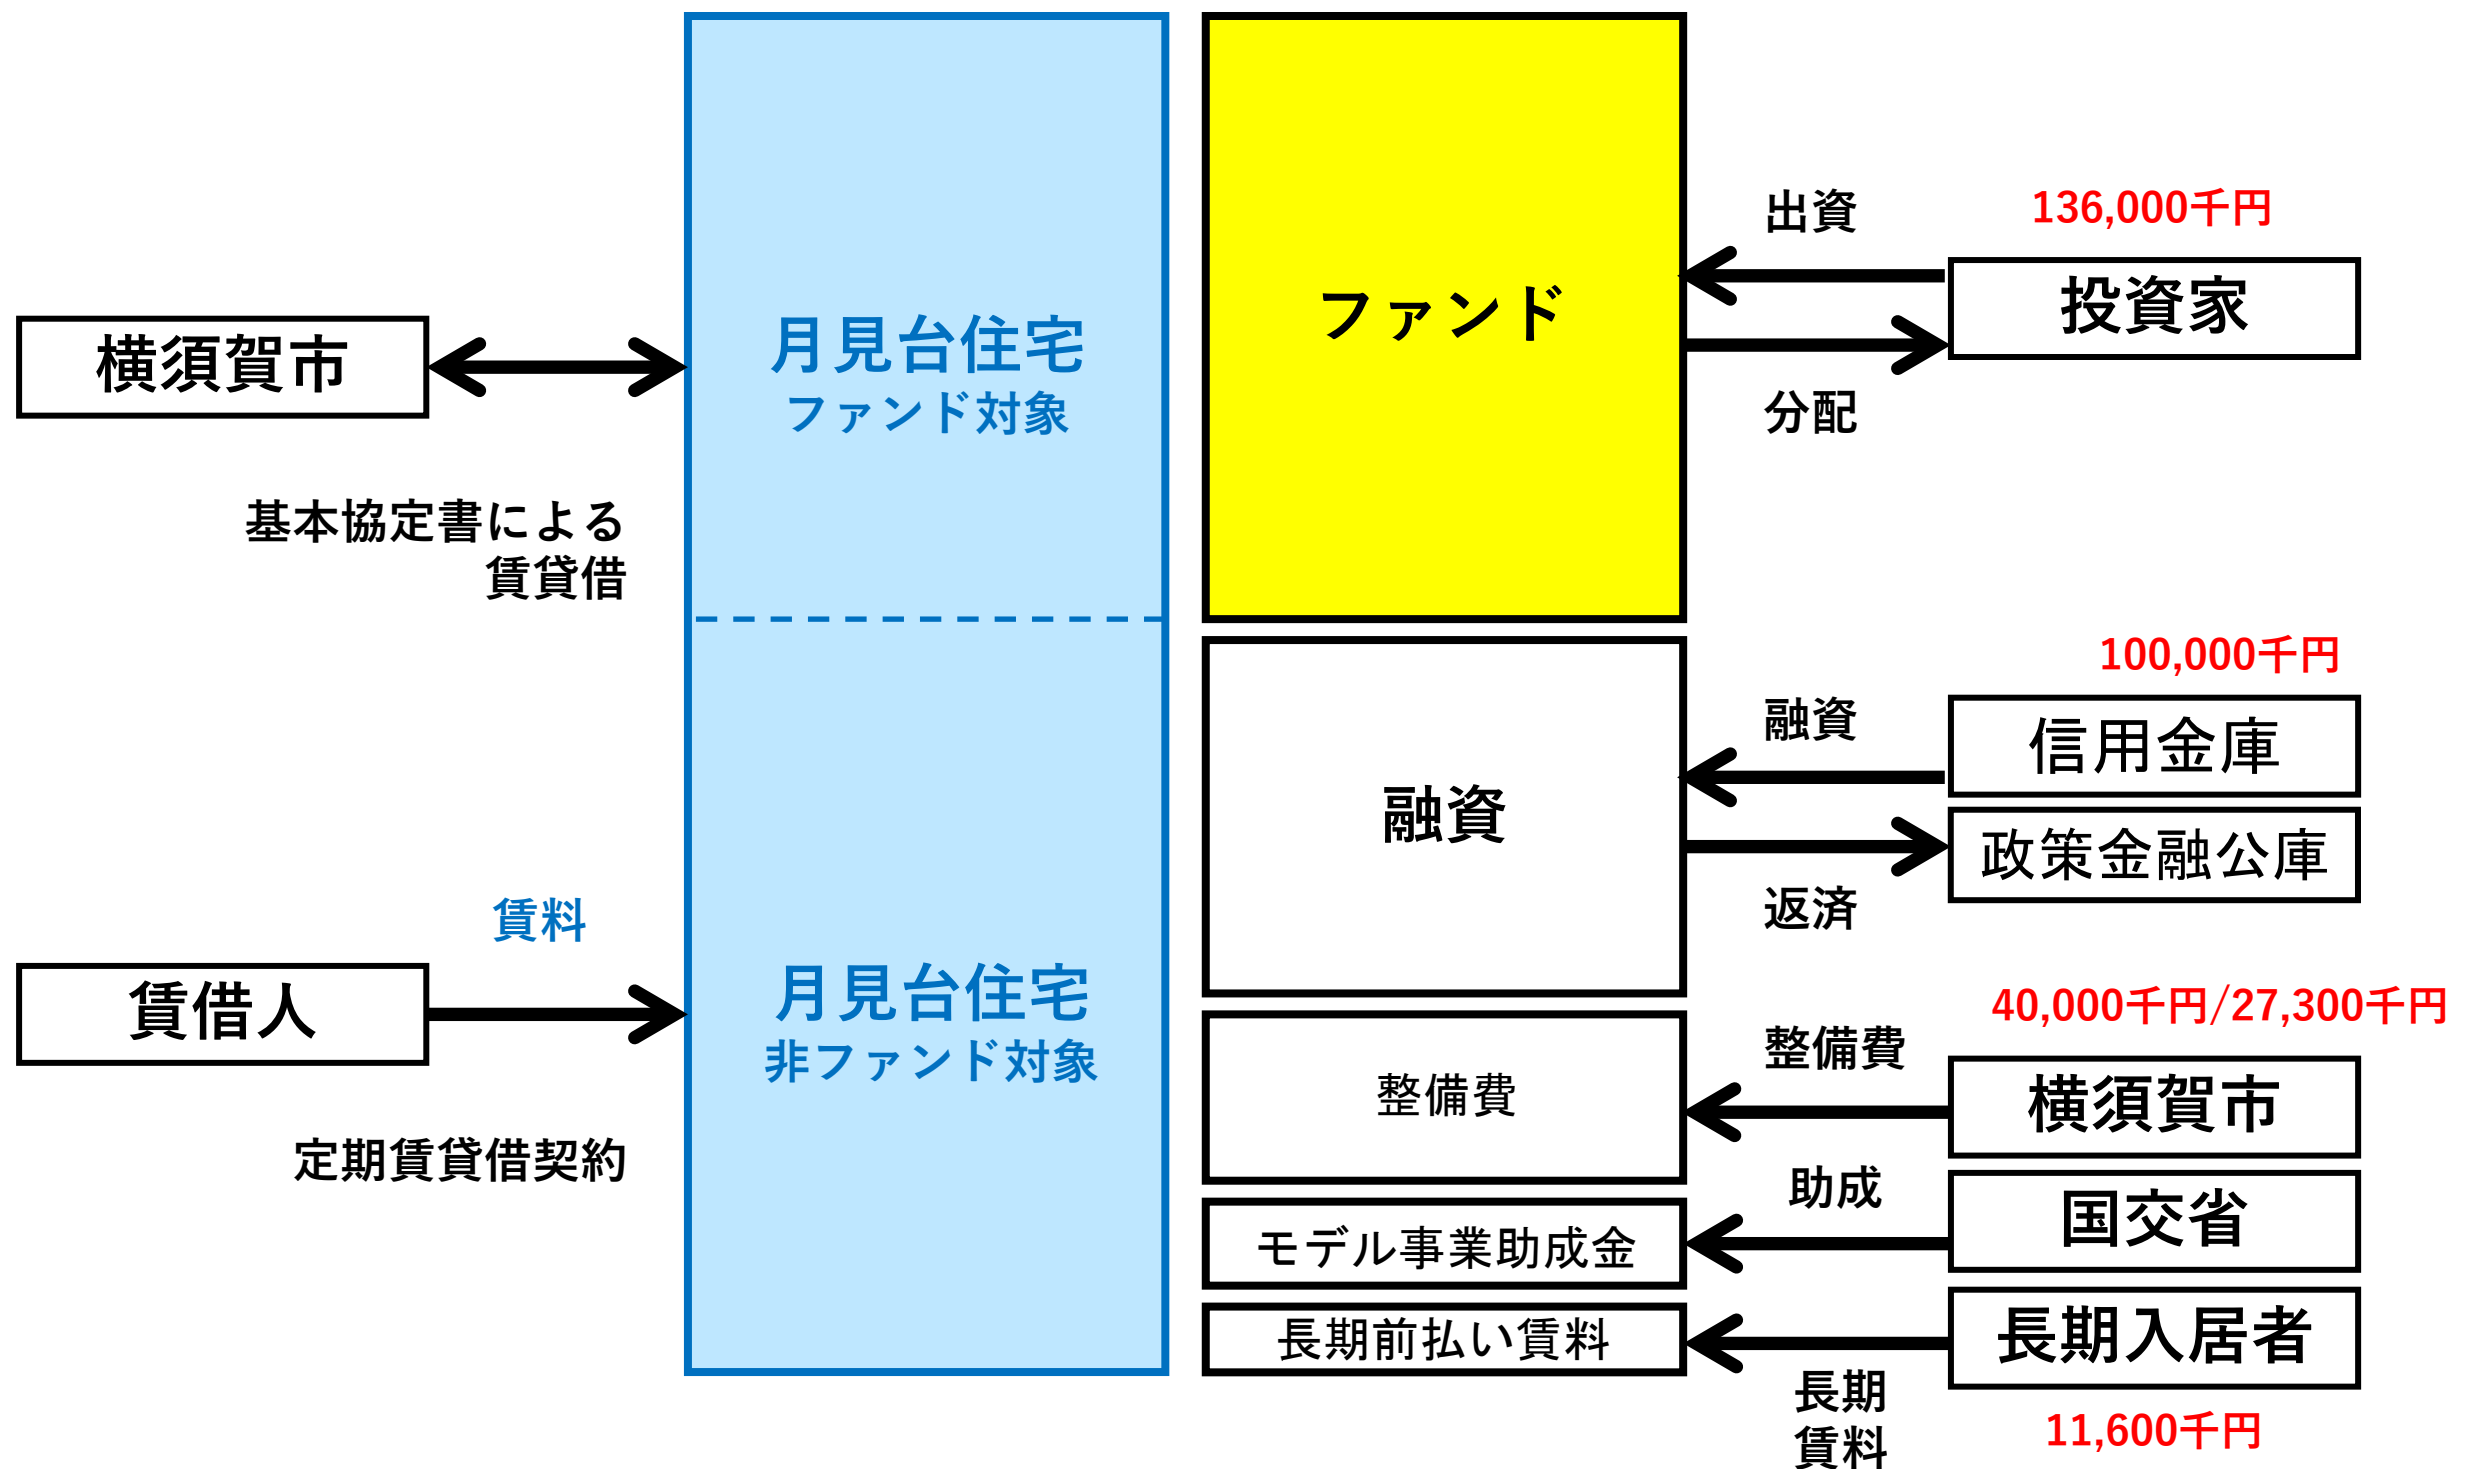 横須賀市
基本協定書による
賃貸借
賃料
賃借人
定期賃貸借契約
月見台住宅
ファンド対象
月見台住宅
非ファンド対象
ファンド
融資
整備費
モデル事業助成金
長期前払い賃料
出資
分配
136,000千円
投資家
融資
返済
100,000千円
信用金庫
政策金融公庫
40,000千円/27,300千円
整備費
横須賀市
助成
国交省
長期入居者
長期
賃料
11,600千円